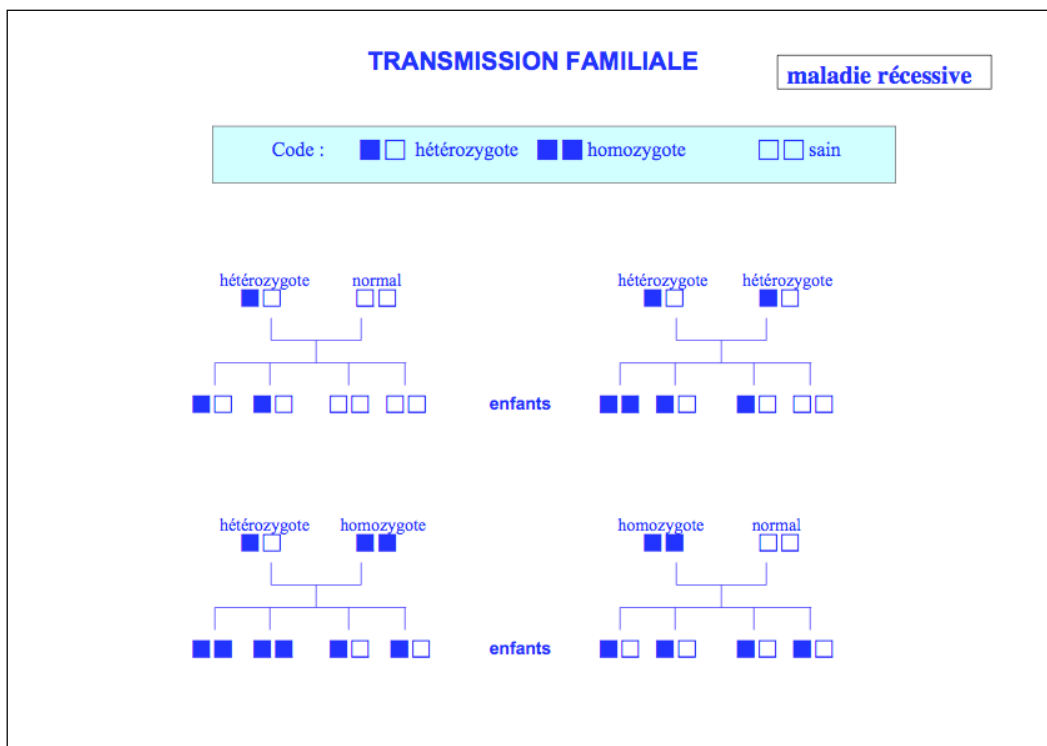 TRANSMISSION FAMILIALE
maladie récessive
Code : hétérozygote homozygote sain
hétérozygote normal
hétérozygote hétérozygote
enfants
hétérozygote homozygote
homozygote normal
enfants